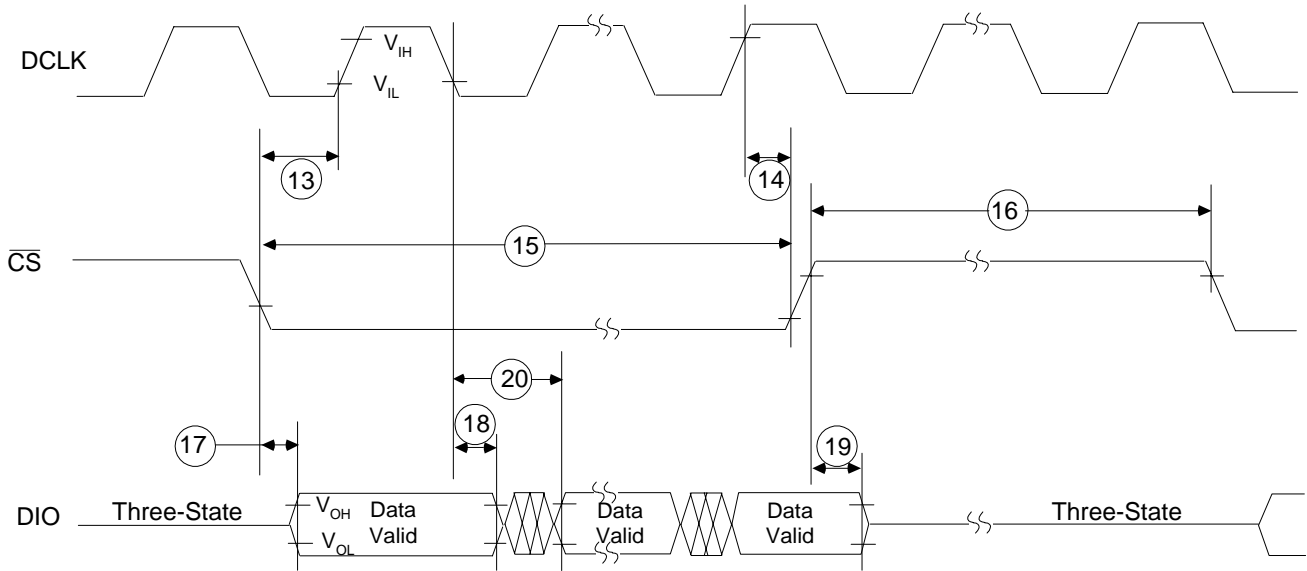 DCLK
V_IH
V_IL
13
14
16
15
CS
20
18
17
19
DIO
Three-State
V_OH
Data
Valid
V_OL
Data
Valid
Data
Valid
Three-State